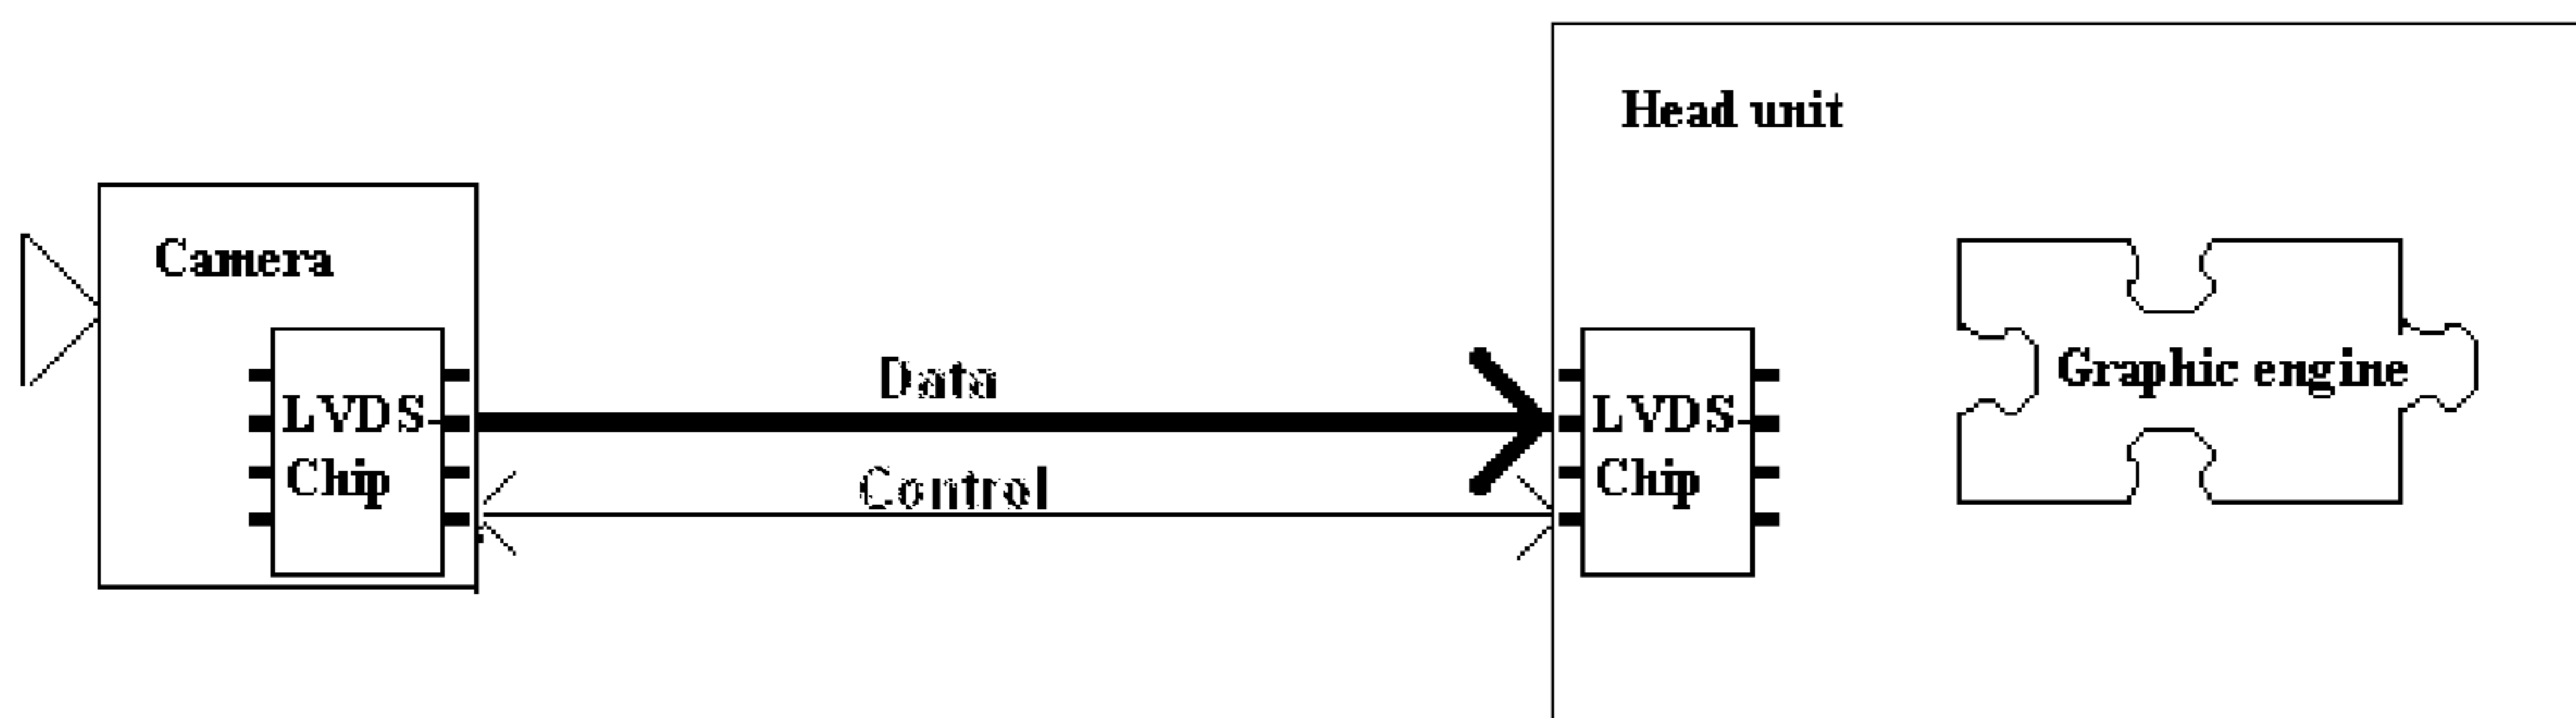 Head unit
Camera
LVDS-
Chip
Data
Control
LVDS-
Chip
Graphic engine